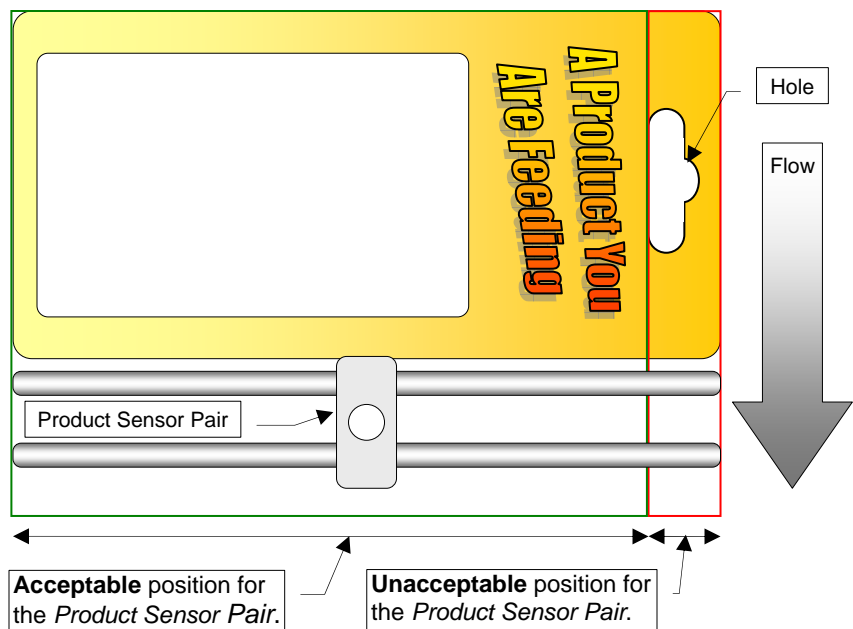 A Product You
Are Feeding
Hole
Flow
Product Sensor Pair
Acceptable position for
the Product Sensor Pair.
Unacceptable position for
the Product Sensor Pair.